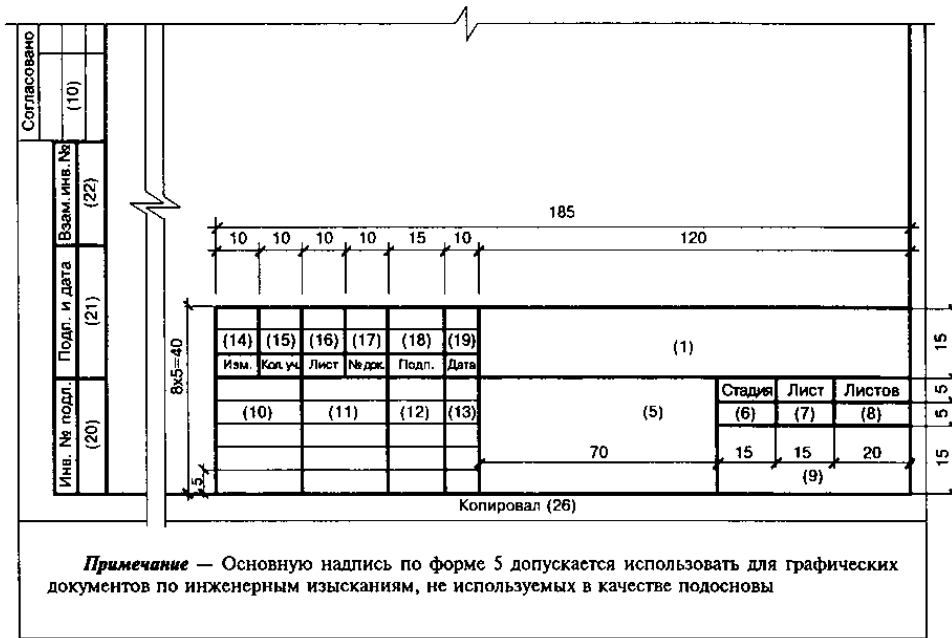 Согласовано
(10)
Взам. инв. №
(22)
Подп. и дата
(21)
Инв. № подл.
(20)
185
10 10 10 10 15 10 120
8x5=40
(14) (15) (16) (17) (18) (19)
Изм. Кол. уч. Лист № док. Подп. Дата
(1)
15
Стадия Лист Листов
5
(10) (11) (12) (13)
(5)
(6) (7) (8)
5
70
15 15 20
(9)
15
5
Копировал (26)
Примечание — Основную надпись по форме 5 допускается использовать для графических
документов по инженерным изысканиям, не используемых в качестве подосновы